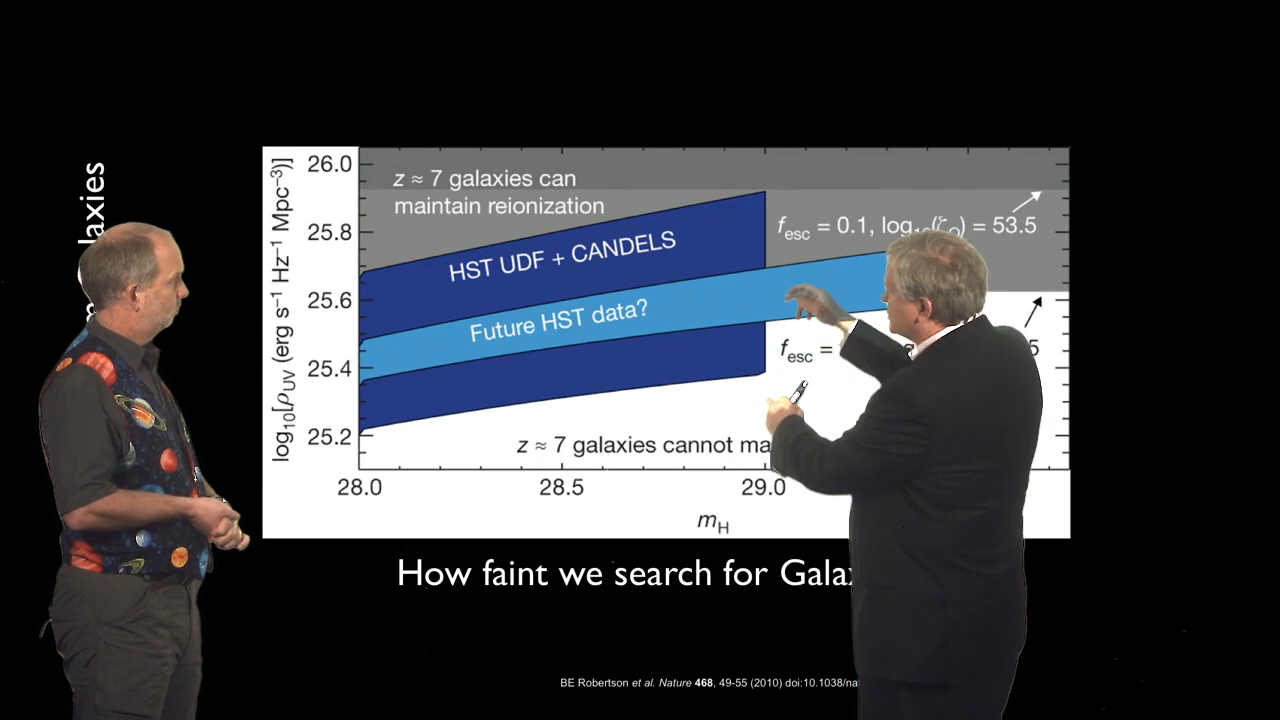 laxies
log₁₀[ρUV (erg s⁻¹ Hz⁻¹ Mpc⁻³)]
26.0
25.8
25.6
25.4
25.2
z ≈ 7 galaxies can
maintain reionization
HST UDF + CANDELS
fesc = 0.1, log₁₀(ζQ) = 53.5
Future HST data?
fesc =
5
z ≈ 7 galaxies cannot ma
28.0
28.5
29.0
mH
How faint we search for Gala
BE Robertson et al. Nature 468, 49-55 (2010) doi:10.1038/na